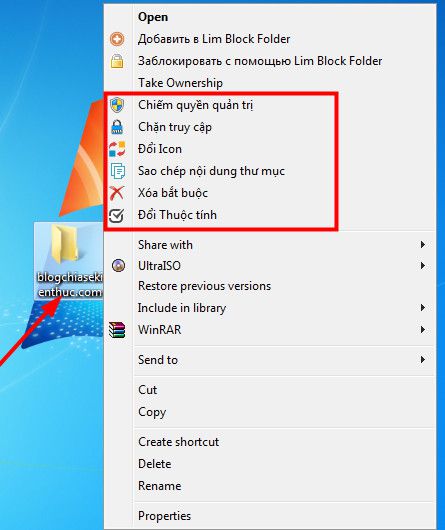 Open
Добавить в Lim Block Folder
Заблокировать с помощью Lim Block Folder
Take Ownership
Chiếm quyền quản trị
Chặn truy cập
Đổi Icon
Sao chép nội dung thư mục
Xóa bắt buộc
Đổi Thuộc tính
Share with
UltraISO
Restore previous versions
Include in library
WinRAR
Send to
Cut
Copy
Create shortcut
Delete
Rename
Properties
blogchiaseki
enthuc.com